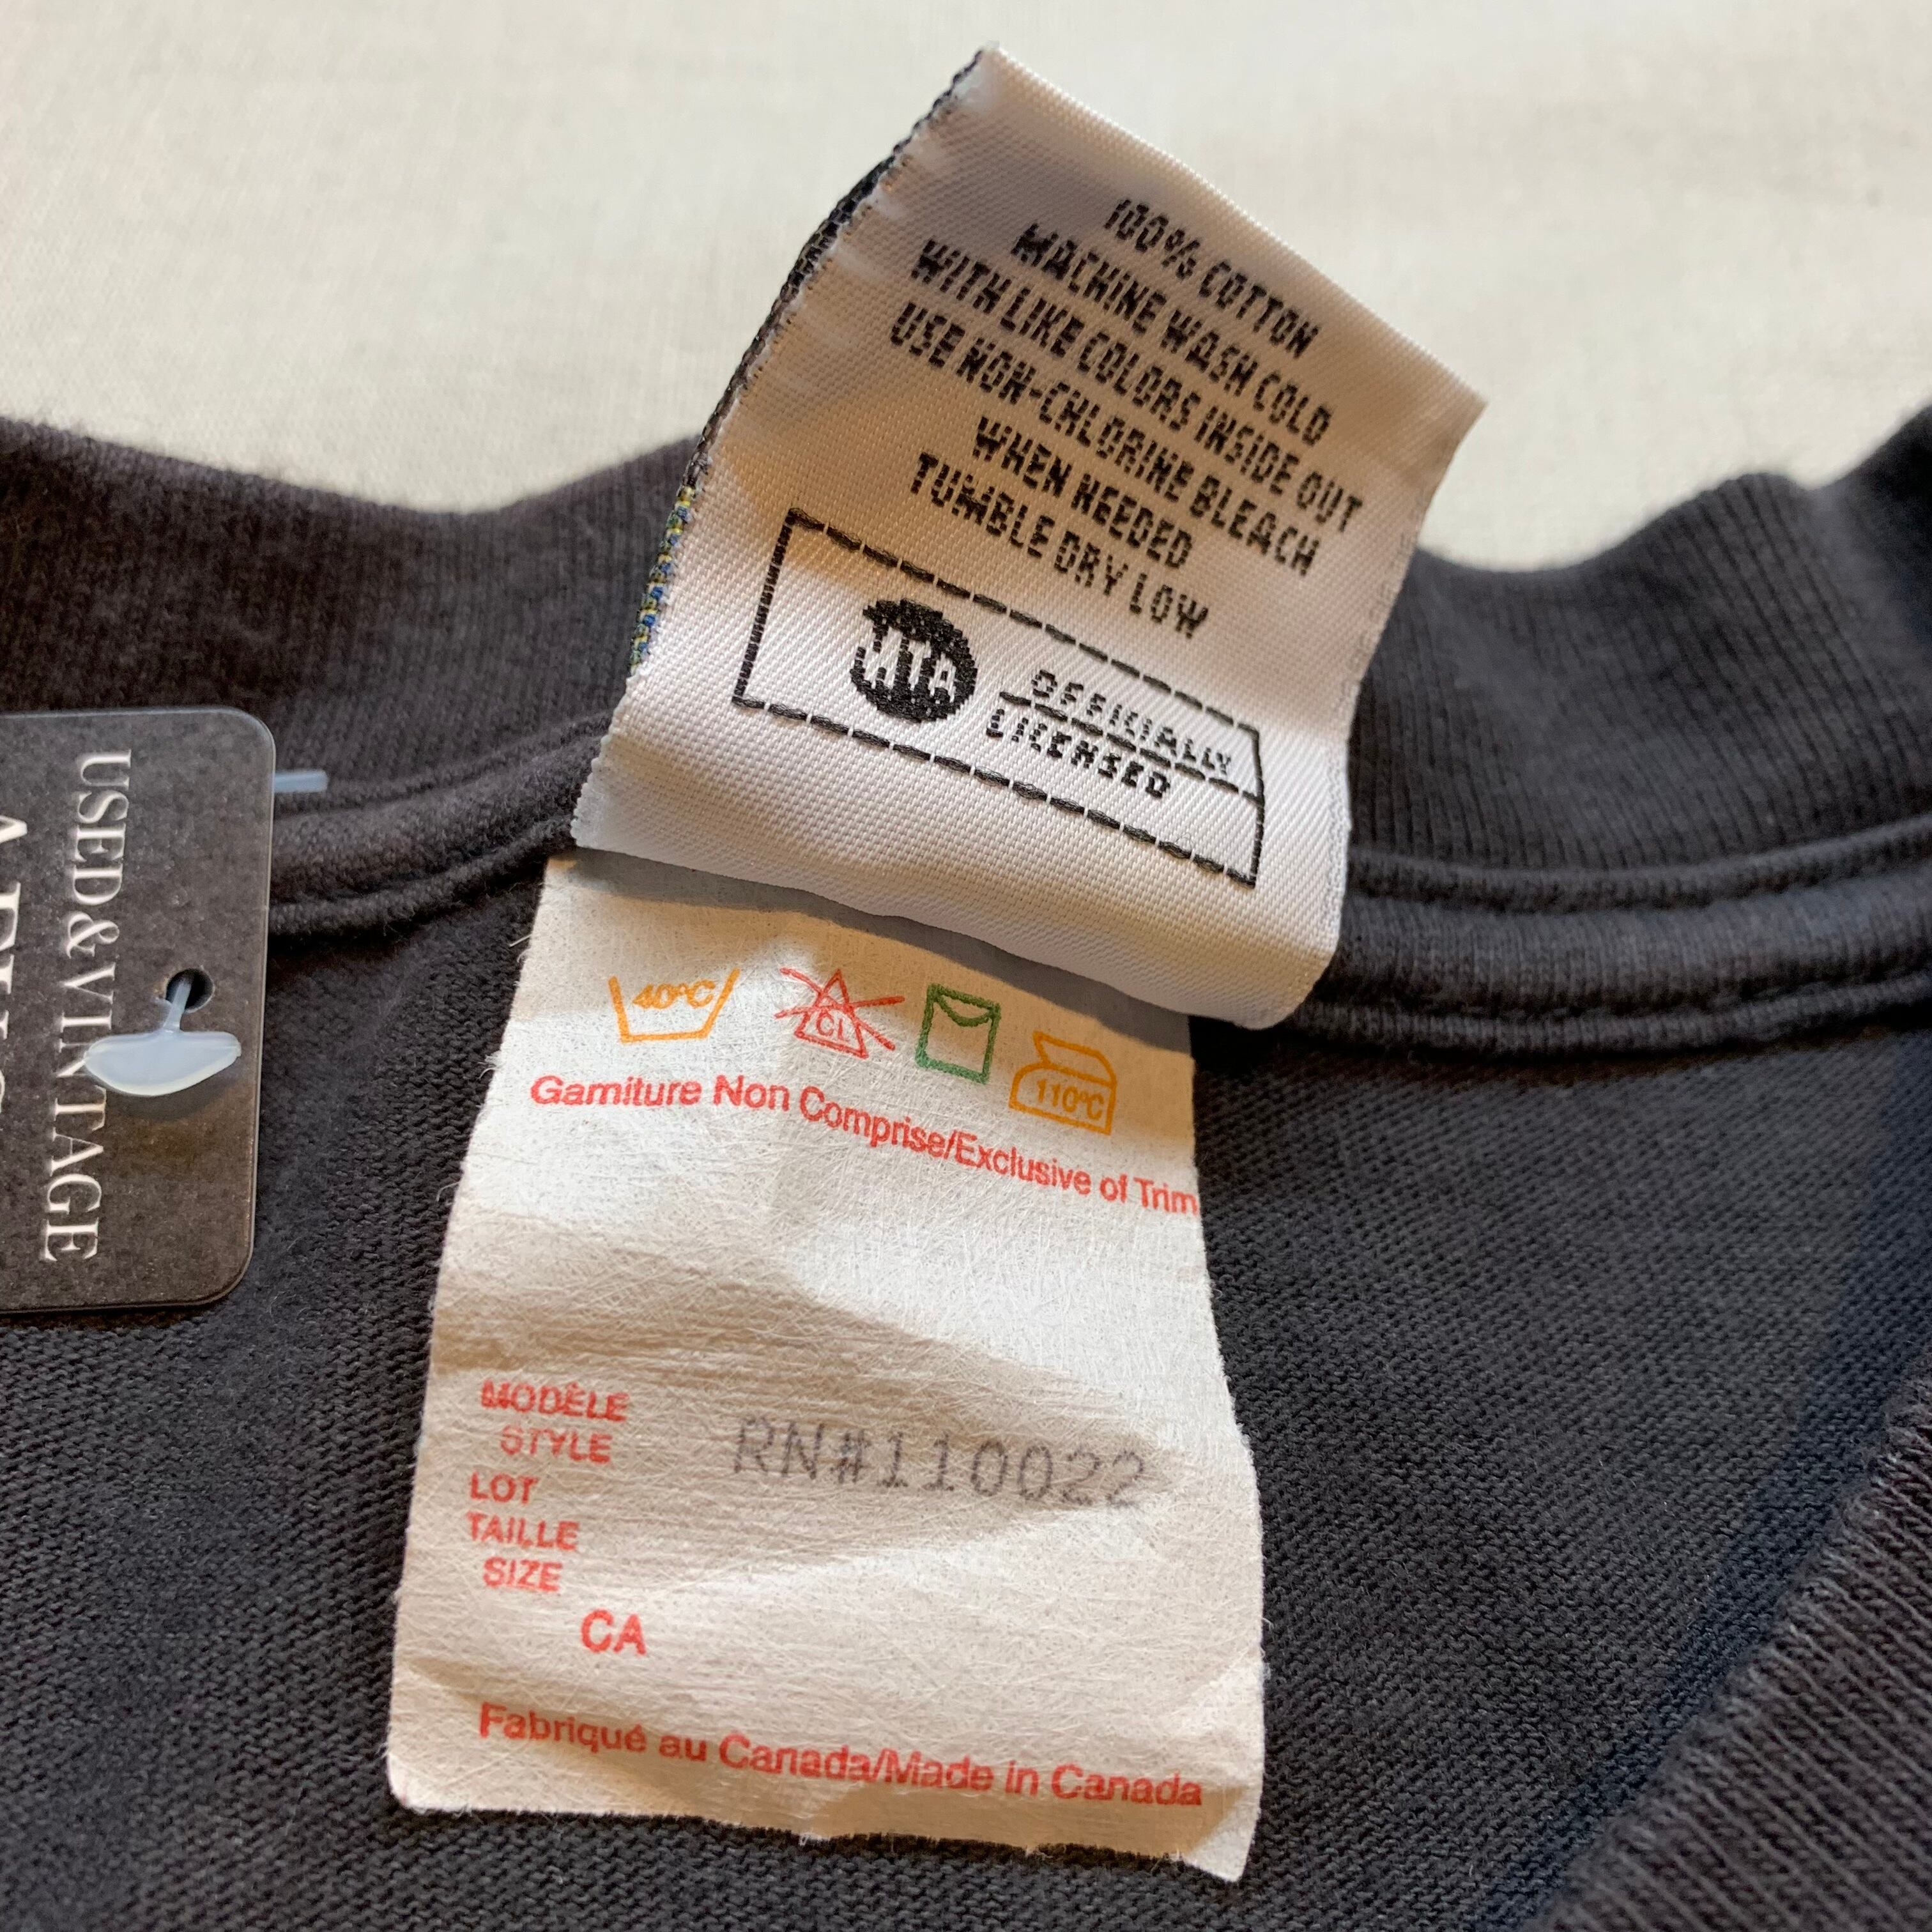 100% COTTON
MACHINE WASH COLD
WITH LIKE COLORS INSIDE OUT
USE NON-CHLORINE BLEACH
WHEN NEEDED
TUMBLE DRY LOW
MTA
OFFICIALLY
LICENSED
40°C
CL
110°C
Garniture Non Comprise/Exclusive of Trim
MODÈLE
STYLE
RN#110022
LOT
TAILLE
SIZE
CA
Fabriqué au Canada/Made in Canada
USED&VINTAGE